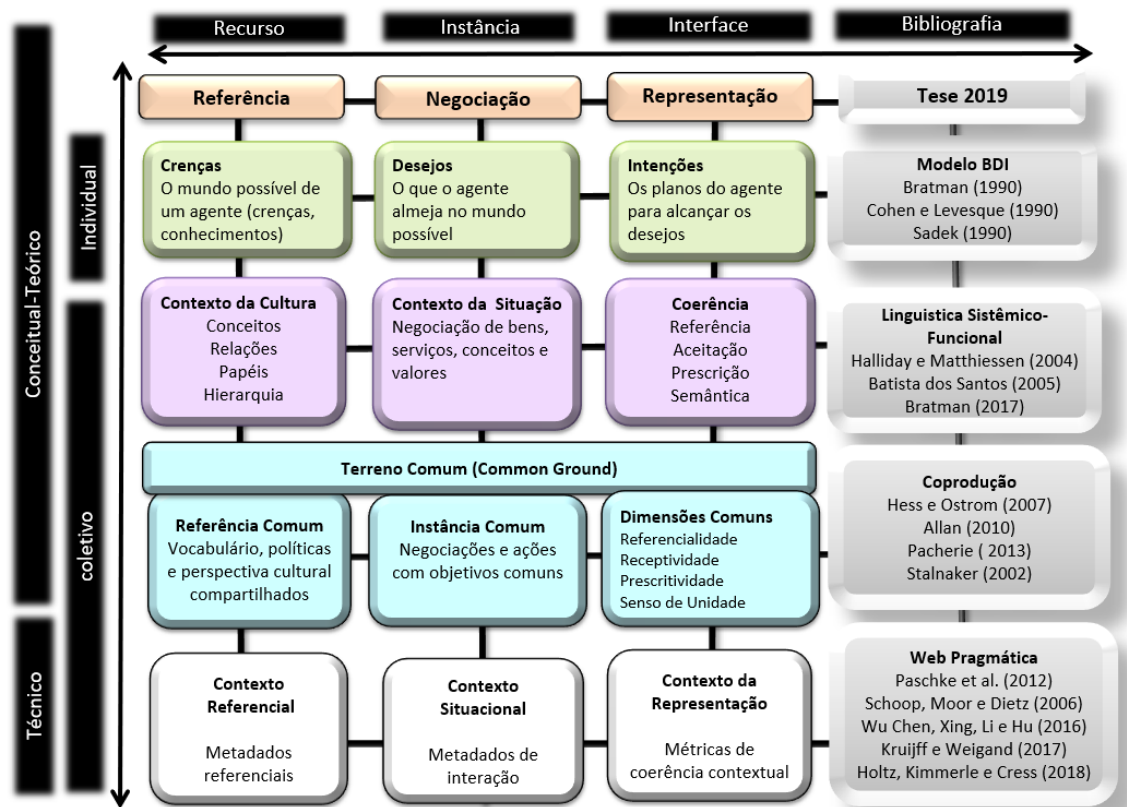 Recurso
Instância
Interface
Bibliografia
Referência
Negociação
Representação
Tese 2019
Conceitual-Teórico
Individual
Crenças
O mundo possível de
um agente (crenças,
conhecimentos)
Desejos
O que o agente
almeja no mundo
possível
Intenções
Os planos do agente
para alcançar os
desejos
Modelo BDI
Bratman (1990)
Cohen e Levesque (1990)
Sadek (1990)
coletivo
Contexto da Cultura
Conceitos
Relações
Papéis
Hierarquia
Contexto da Situação
Negociação de bens,
serviços, conceitos e
valores
Coerência
Referência
Aceitação
Prescrição
Semântica
Linguistica Sistêmico-
Funcional
Halliday e Matthiessen (2004)
Batista dos Santos (2005)
Bratman (2017)
Terreno Comum (Common Ground)
Referência Comum
Vocabulário, políticas
e perspectiva cultural
compartilhados
Instância Comum
Negociações e ações
com objetivos comuns
Dimensões Comuns
Referencialidade
Receptividade
Prescritividade
Senso de Unidade
Coprodução
Hess e Ostrom (2007)
Allan (2010)
Pacherie ( 2013)
Stalnaker (2002)
Técnico
Contexto
Referencial
Metadados
referenciais
Contexto
Situacional
Metadados de
interação
Contexto da
Representação
Métricas de
coerência contextual
Web Pragmática
Paschke et al. (2012)
Schoop, Moor e Dietz (2006)
Wu Chen, Xing, Li e Hu (2016)
Kruijff e Weigand (2017)
Holtz, Kimmerle e Cress (2018)